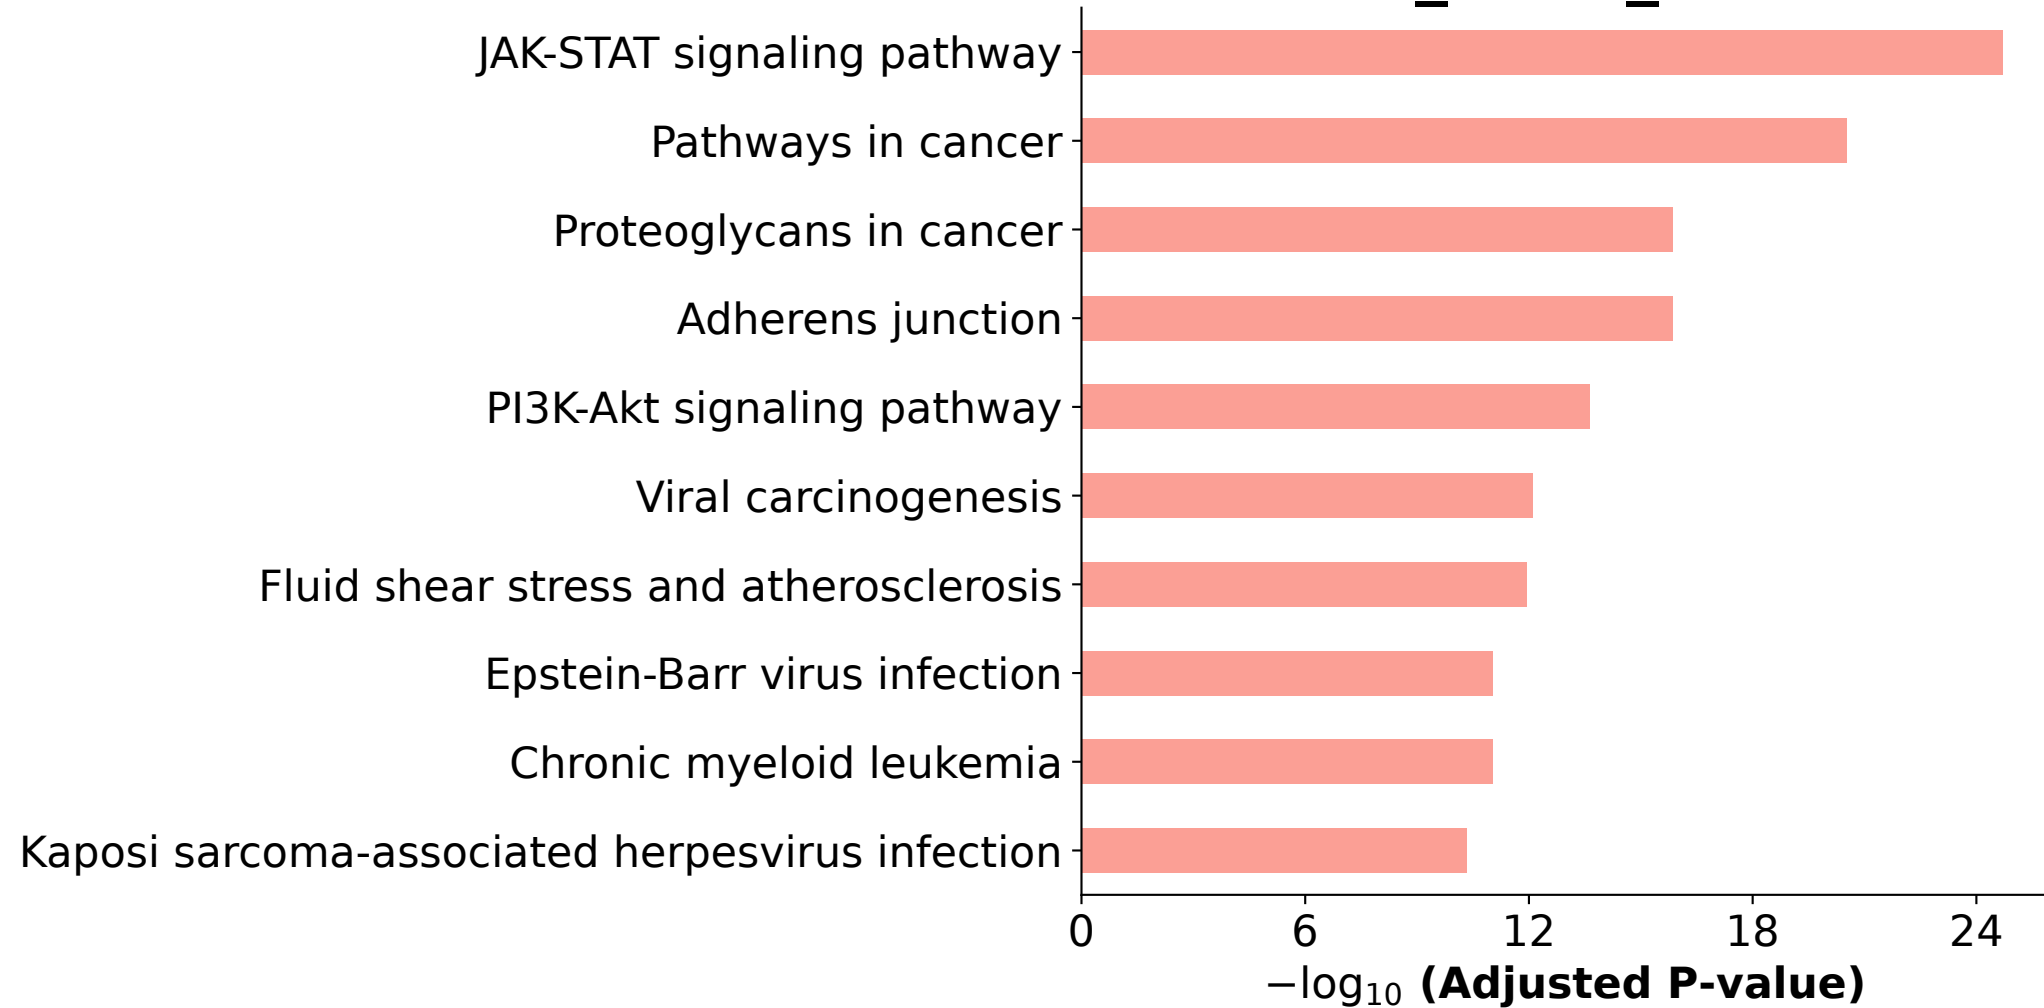 JAK-STAT signaling pathway
Pathways in cancer
Proteoglycans in cancer
Adherens junction
PI3K-Akt signaling pathway
Viral carcinogenesis
Fluid shear stress and atherosclerosis
Epstein-Barr virus infection
Chronic myeloid leukemia
Kaposi sarcoma-associated herpesvirus infection
0 6 12 18 24
−log₁₀ (Adjusted P-value)